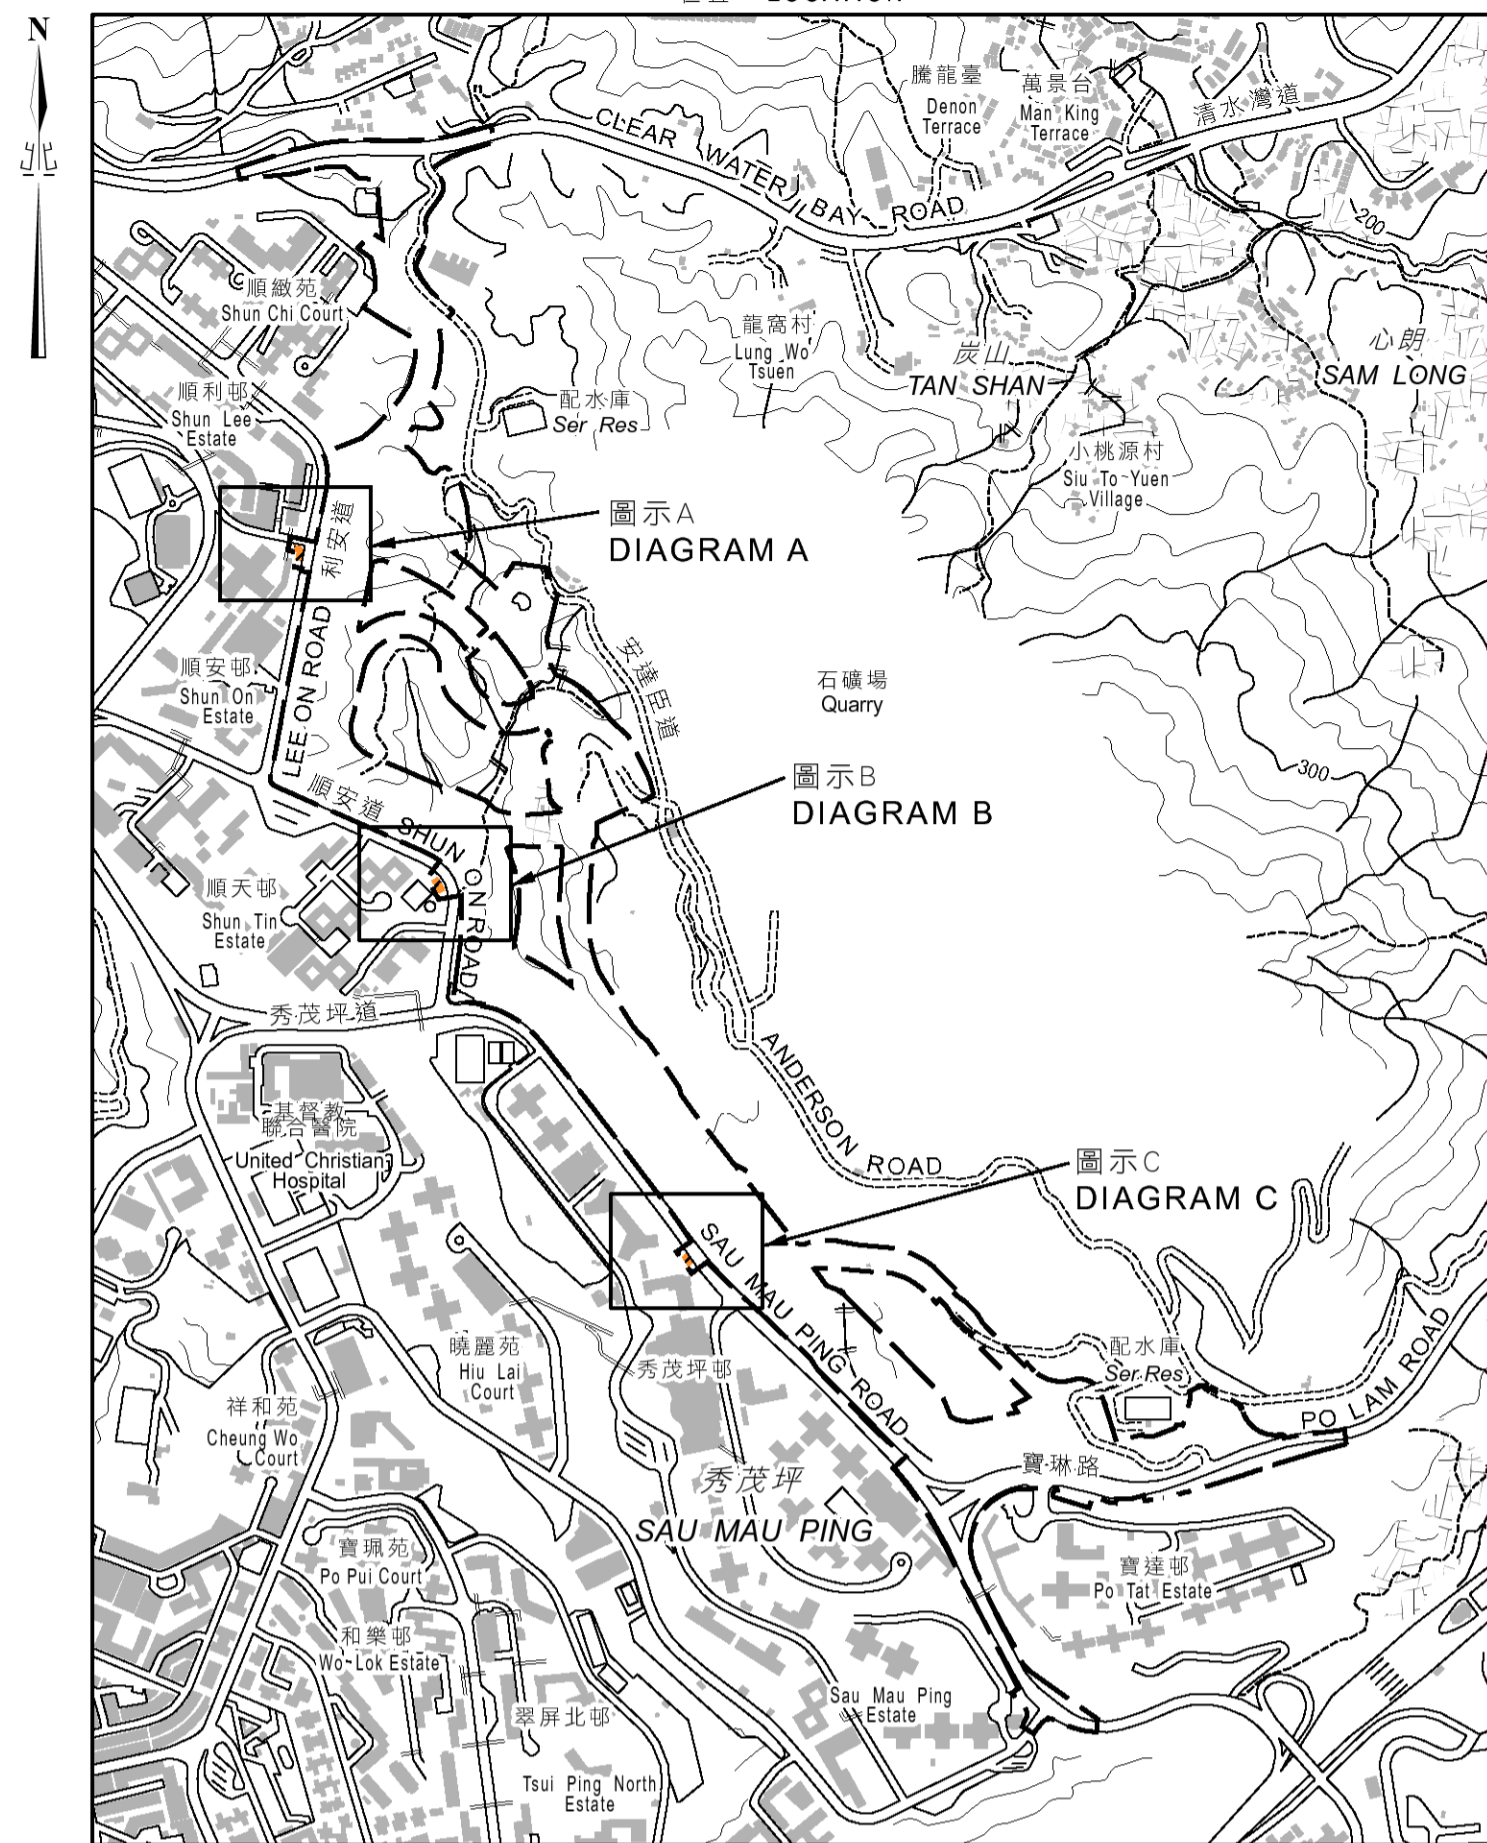 位置 LOCATION
N
北
CLEAR WATER BAY ROAD
清水灣道
騰龍臺
Denon
Terrace
萬景台
Man King
Terrace
200
順緻苑
Shun Chi Court
龍窩村
Lung Wo
Tsuen
炭山
TAN SHAN
心朗
SAM LONG
順利邨
Shun Lee
Estate
配水庫
Ser Res
小桃源村
Siu To Yuen
Village
圖示A
DIAGRAM A
利安道
LEE ON ROAD
順安邨
Shun On
Estate
安達臣道
石礦場
Quarry
300
圖示B
DIAGRAM B
順安道
SHUN ON ROAD
順天邨
Shun Tin
Estate
秀茂坪道
ANDERSON ROAD
基督教
聯合醫院
United Christian
Hospital
圖示C
DIAGRAM C
SAU MAU PING ROAD
曉麗苑
Hiu Lai
Court
秀茂坪邨
配水庫
Ser Res
PO LAM ROAD
寶琳路
祥和苑
Cheung Wo
Court
秀茂坪
SAU MAU PING
寶珮苑
Po Pui Court
寶達邨
Po Tat Estate
和樂邨
Wo Lok Estate
Sau Mau Ping
Estate
翠屏北邨
Tsui Ping North
Estate